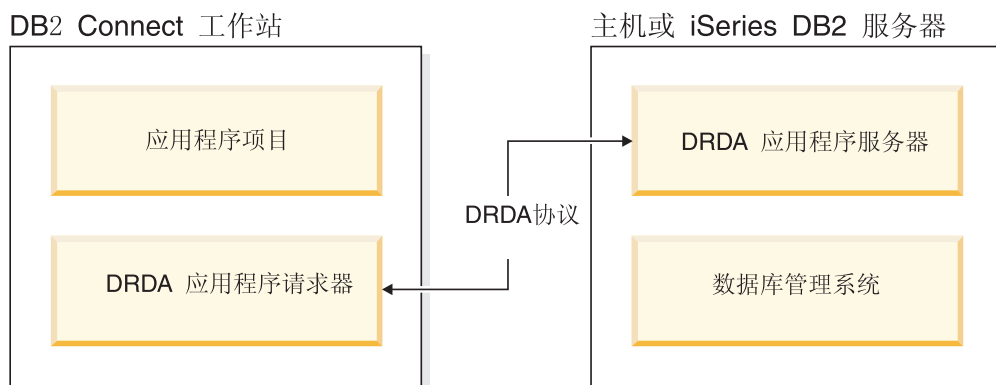 DB2 Connect 工作站
主机或 iSeries DB2 服务器
应用程序项目
DRDA 应用程序服务器
DRDA协议
DRDA 应用程序请求器
数据库管理系统